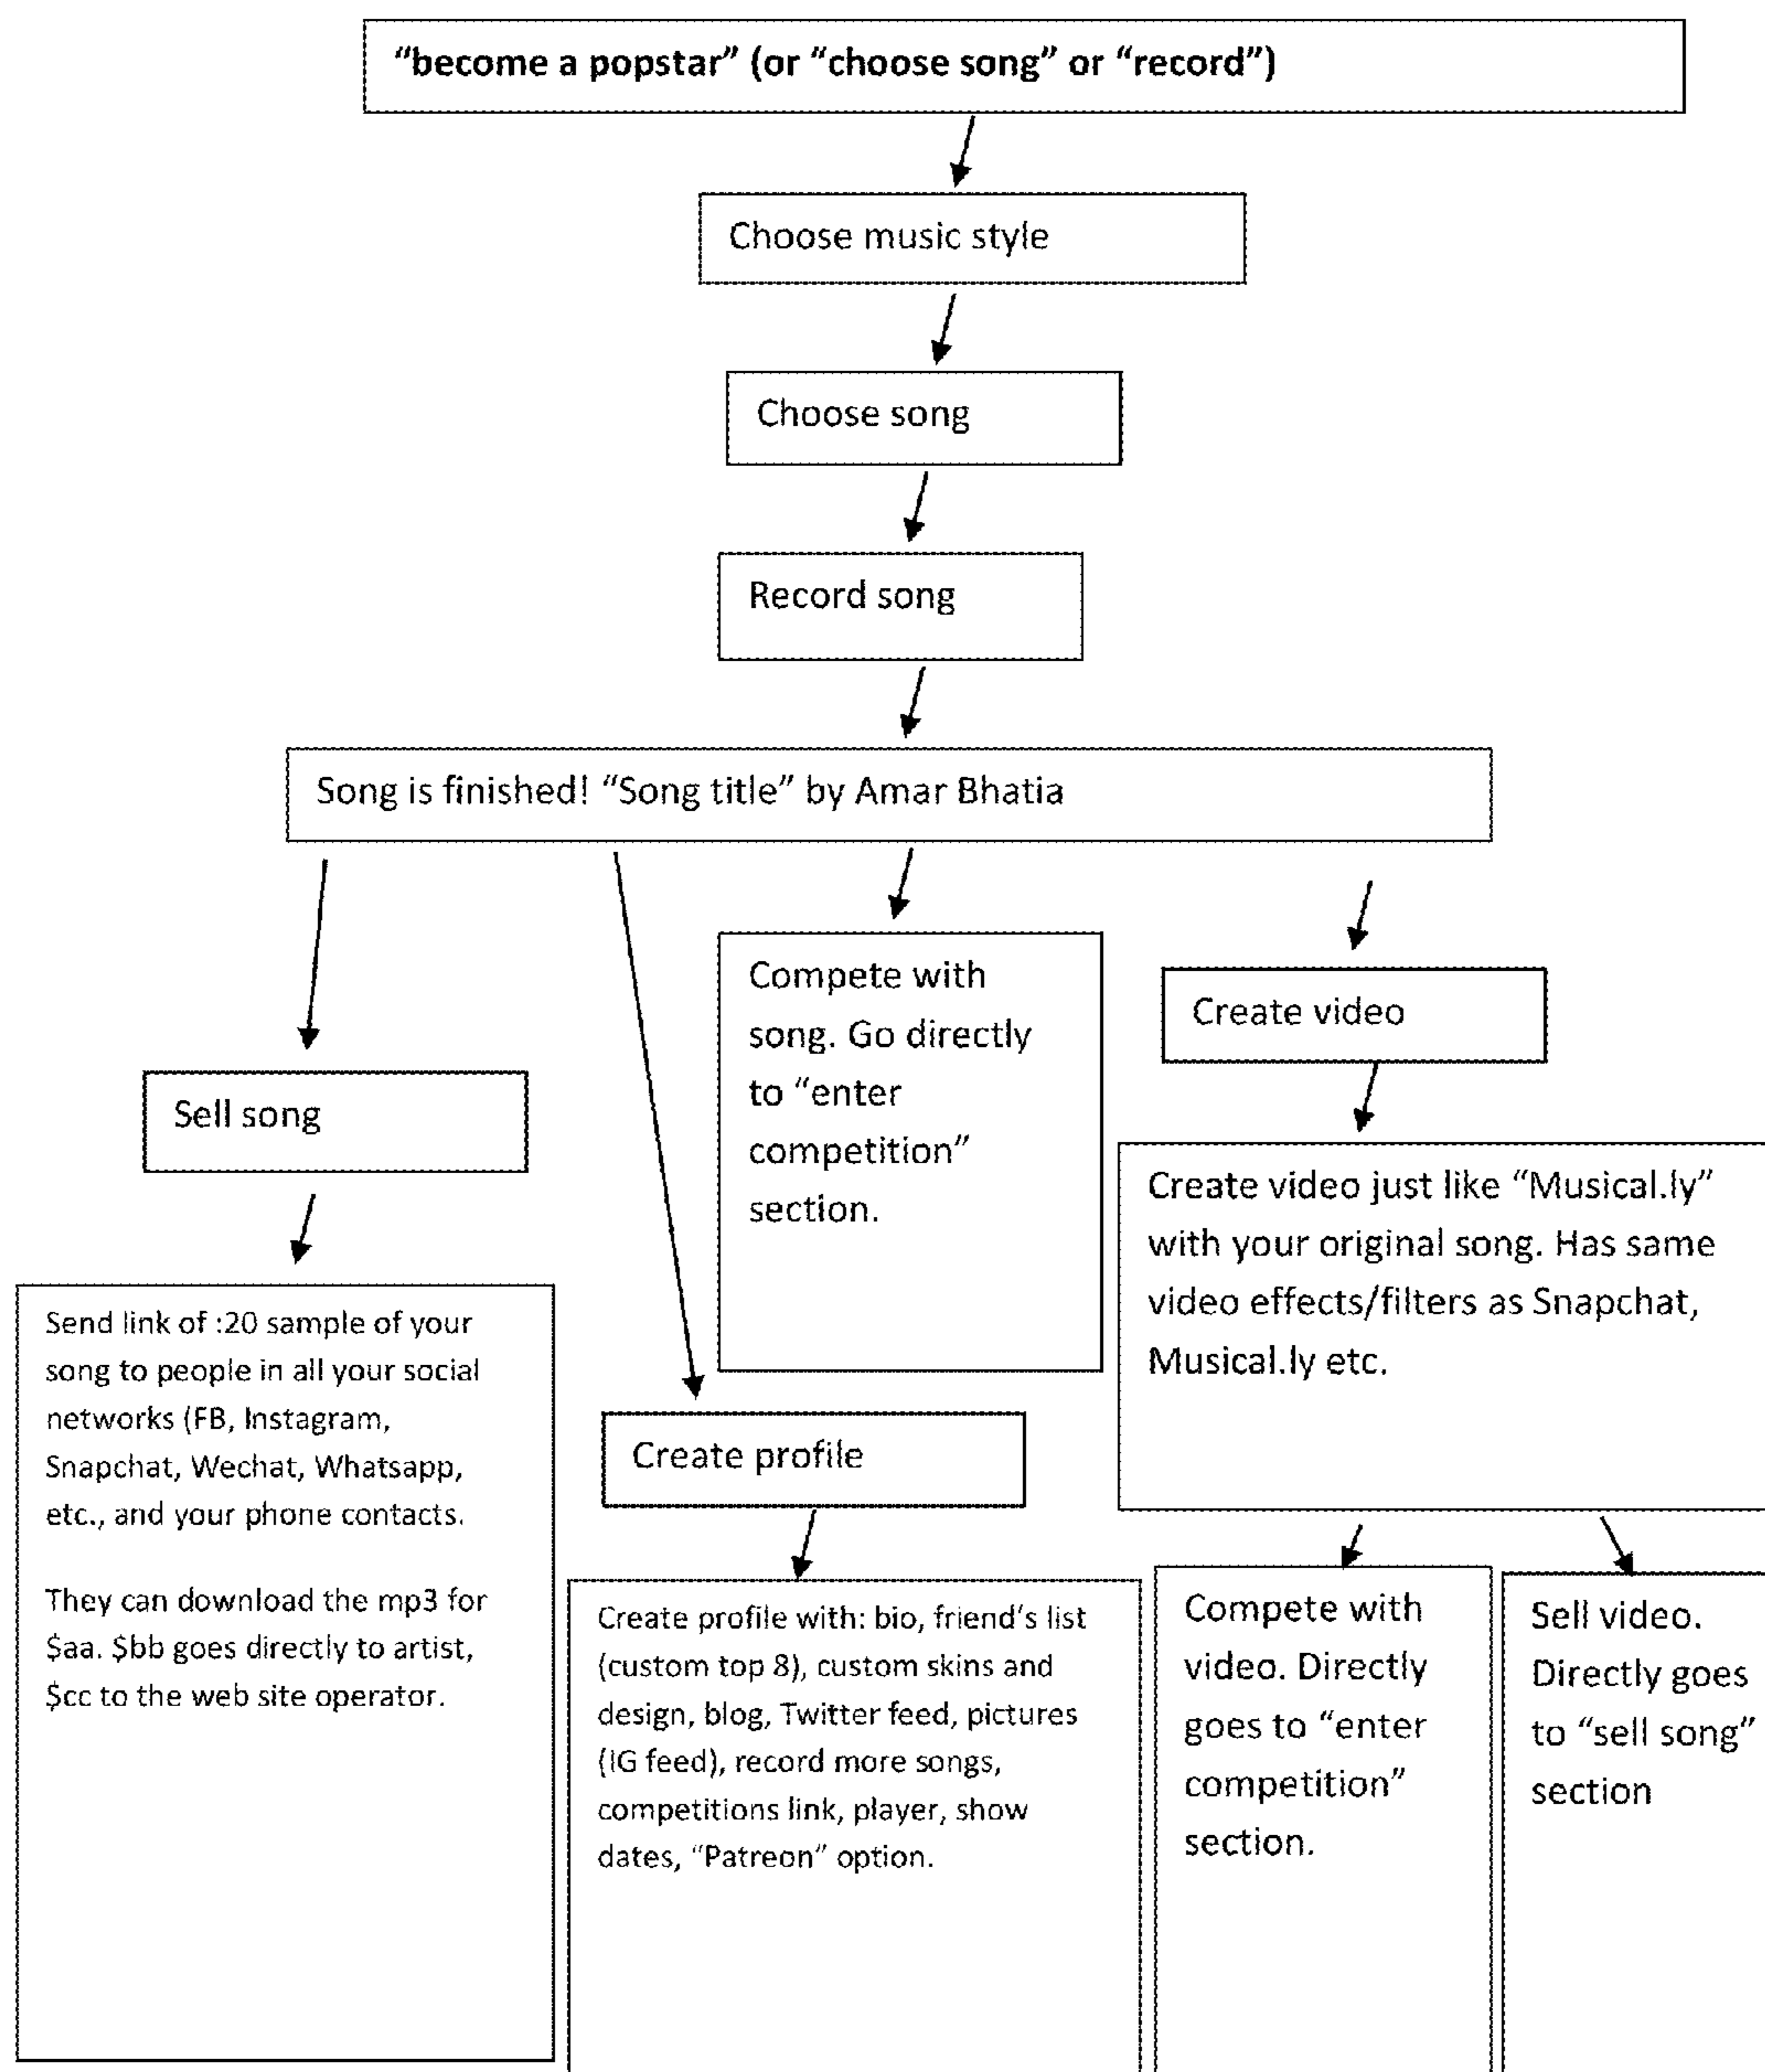 “become a popstar” (or “choose song” or “record”)
Choose music style
Choose song
Record song
Song is finished! “Song title” by Amar Bhatia
Sell song
Send link of :20 sample of your
song to people in all your social
networks (FB, Instagram,
Snapchat, Wechat, Whatsapp,
etc., and your phone contacts.
They can download the mp3 for
$aa. $bb goes directly to artist,
$cc to the web site operator.
Create profile
Create profile with: bio, friend’s list
(custom top 8), custom skins and
design, blog, Twitter feed, pictures
(IG feed), record more songs,
competitions link, player, show
dates, “Patreon” option.
Compete with
song. Go directly
to “enter
competition”
section.
Create video
Create video just like “Musical.ly”
with your original song. Has same
video effects/filters as Snapchat,
Musical.ly etc.
Compete with
video. Directly
goes to “enter
competition”
section.
Sell video.
Directly goes
to “sell song”
section